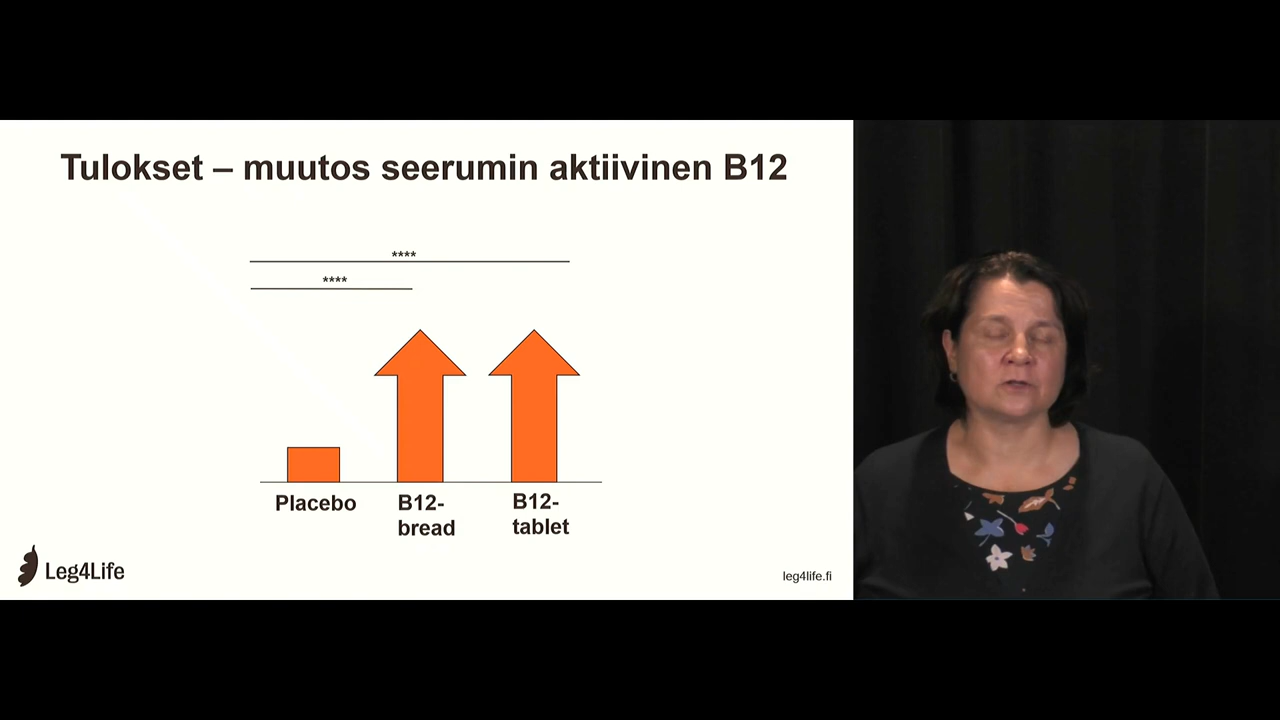 Tulokset – muutos seerumin aktiivinen B12
****
****
Placebo
B12-
bread
B12-
tablet
Leg4Life
leg4life.fi